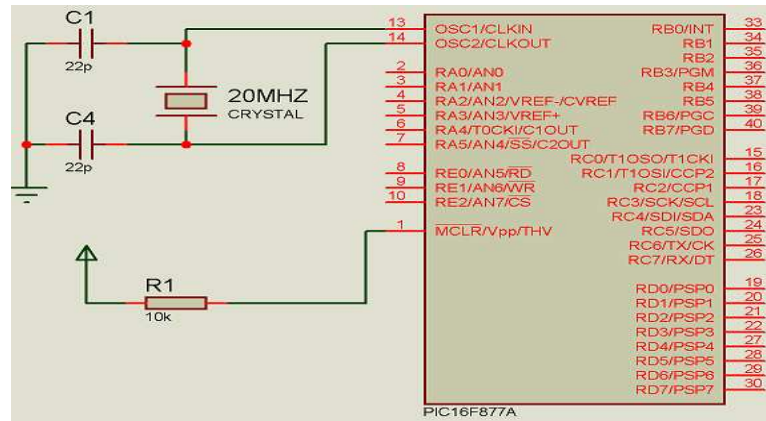 C1
22p
20MHZ
CRYSTAL
C4
22p
R1
10k
13 OSC1/CLKIN
14 OSC2/CLKOUT
2 RA0/AN0
3 RA1/AN1
4 RA2/AN2/VREF-/CVREF
5 RA3/AN3/VREF+
6 RA4/T0CKI/C1OUT
7 RA5/AN4/SS/C2OUT
8 RE0/AN5/RD
9 RE1/AN6/WR
10 RE2/AN7/CS
1 MCLR/Vpp/THV
RB0/INT 33
RB1 34
RB2 35
RB3/PGM 36
RB4 37
RB5 38
RB6/PGC 39
RB7/PGD 40
RC0/T1OSO/T1CKI 15
RC1/T1OSI/CCP2 16
RC2/CCP1 17
RC3/SCK/SCL 18
RC4/SDI/SDA 23
RC5/SDO 24
RC6/TX/CK 25
RC7/RX/DT 26
RD0/PSP0 19
RD1/PSP1 20
RD2/PSP2 21
RD3/PSP3 22
RD4/PSP4 27
RD5/PSP5 28
RD6/PSP6 29
RD7/PSP7 30
PIC16F877A